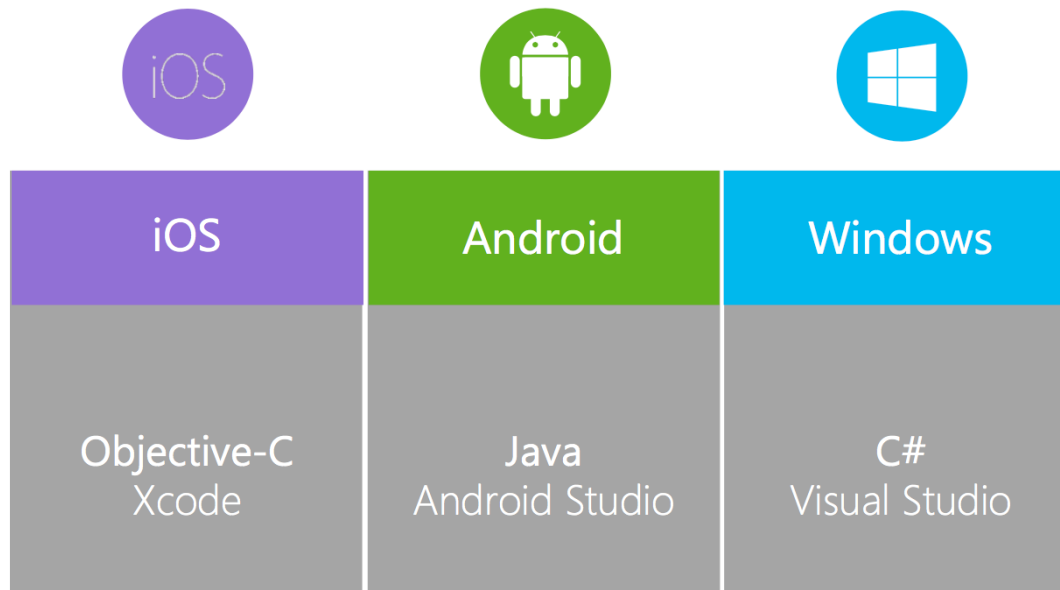 iOS
iOS
Android
Windows
Objective-C
Xcode
Java
Android Studio
C#
Visual Studio